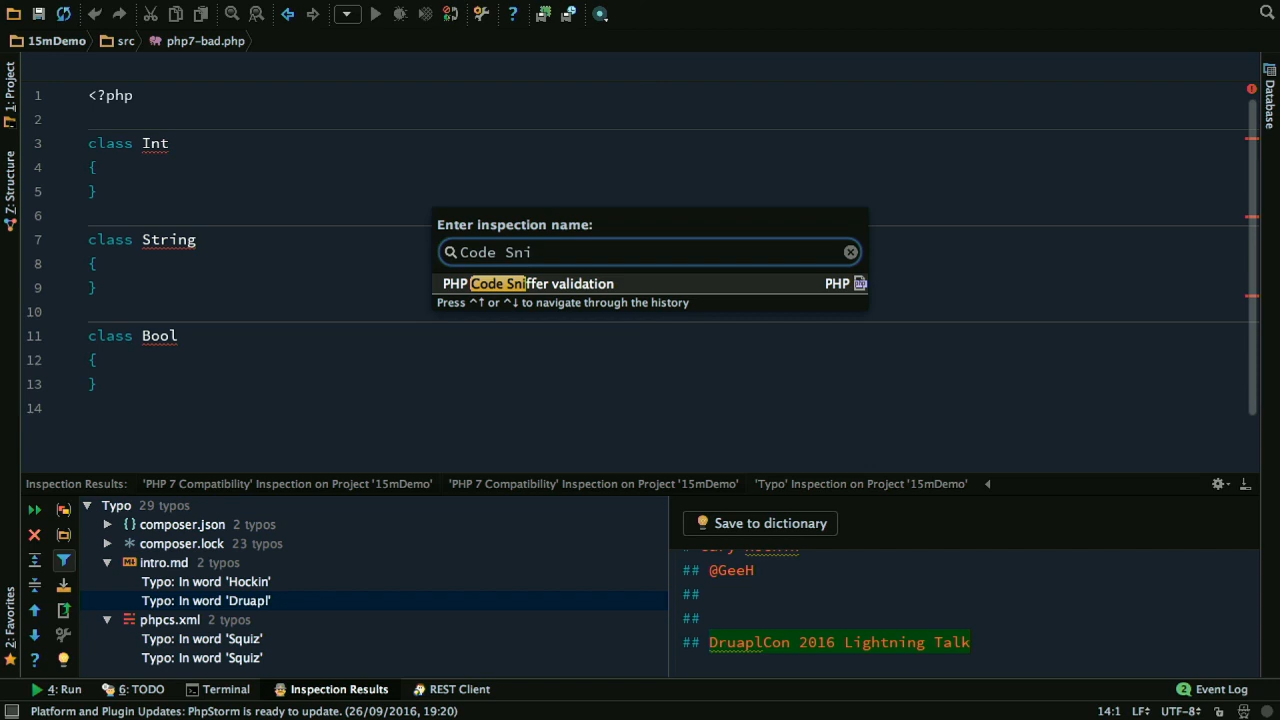 15mDemo src php7-bad.php
1: Project
Z: Structure
2: Favorites
Database
1 <?php
2
3 class Int
4 {
5 }
6
7 class String
8 {
9 }
10
11 class Bool
12 {
13 }
14
Enter inspection name:
Code Sni
PHP Code Sniffer validation PHP
Press ^↑ or ^↓ to navigate through the history
Inspection Results: 'PHP 7 Compatibility' Inspection on Project '15mDemo' 'PHP 7 Compatibility' Inspection on Project '15mDemo' 'Typo' Inspection on Project '15mDemo'
Typo 29 typos
composer.json 2 typos
composer.lock 23 typos
intro.md 2 typos
Typo: In word 'Hockin'
Typo: In word 'Druapl'
phpcs.xml 2 typos
Typo: In word 'Squiz'
Typo: In word 'Squiz'
Save to dictionary
## @GeeH
##
##
## DruaplCon 2016 Lightning Talk
4: Run 6: TODO Terminal Inspection Results REST Client 2 Event Log
Platform and Plugin Updates: PhpStorm is ready to update. (26/09/2016, 19:20) 14:1 LF UTF-8